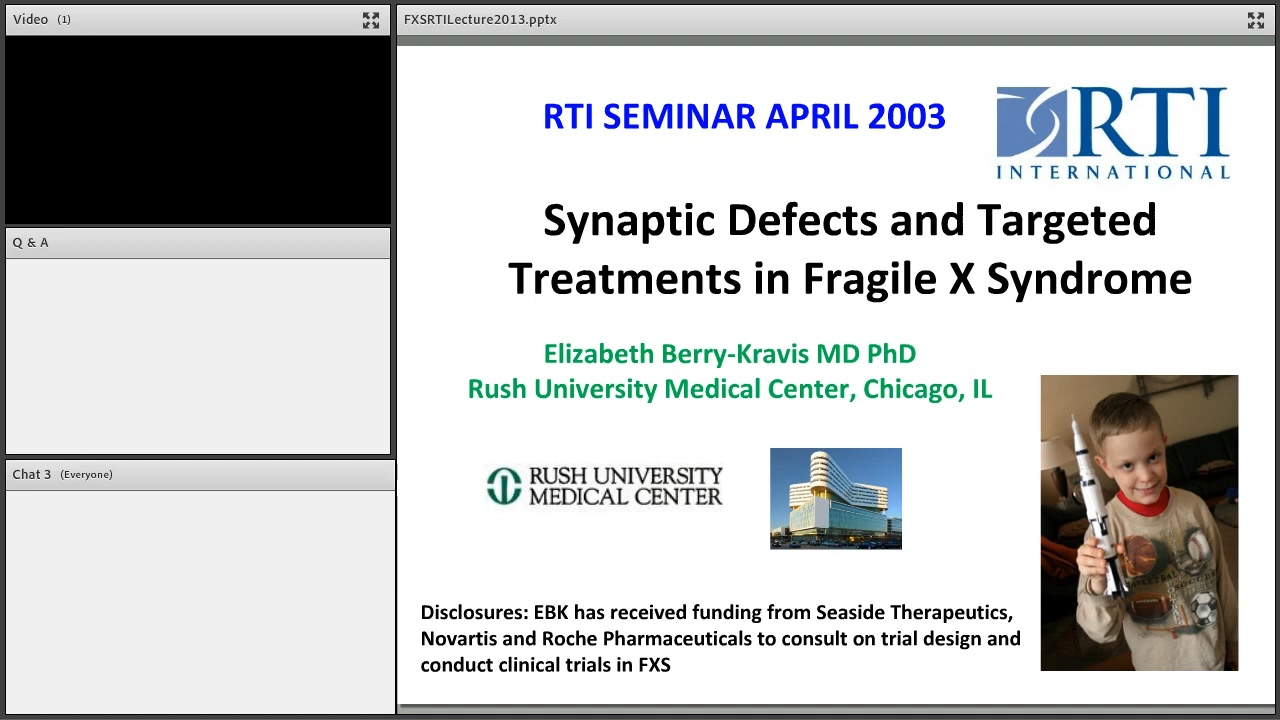 Video (1)
FXSRTILecture2013.pptx
Q & A
Chat 3 (Everyone)
RTI SEMINAR APRIL 2003
RTI
INTERNATIONAL
Synaptic Defects and Targeted
Treatments in Fragile X Syndrome
Elizabeth Berry-Kravis MD PhD
Rush University Medical Center, Chicago, IL
RUSH UNIVERSITY
MEDICAL CENTER
Disclosures: EBK has received funding from Seaside Therapeutics,
Novartis and Roche Pharmaceuticals to consult on trial design and
conduct clinical trials in FXS